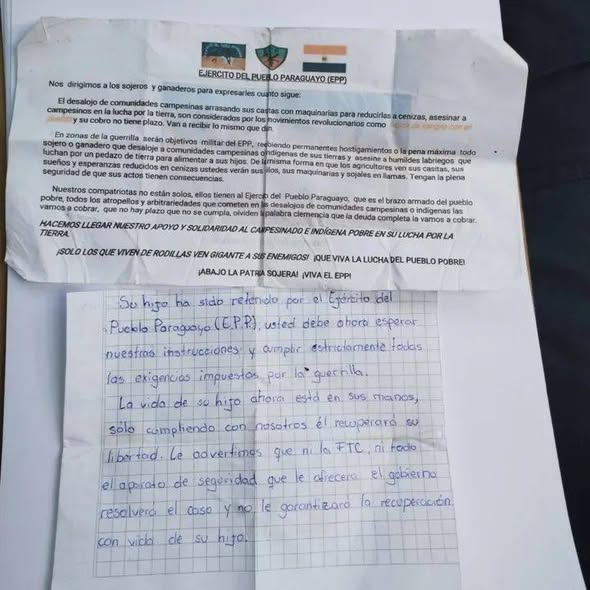 EJERCITO DEL PUEBLO PARAGUAYO (EPP)
Nos dirigimos a los sojeros y ganaderos para expresarles cuanto sigue:
El desalojo de comunidades campesinas arrasando sus casitas con maquinarias para reducirlas a cenizas, asesinar a
campesinos en la lucha por la tierra, son considerados por los movimientos revolucionarios como
y su cobro no tiene plazo. Van a recibir lo mismo que dan.
En zonas de la guerrilla serán objetivos militar del EPP, recibiendo permanentes hostigamientos o la pena máxima todo
sojero o ganadero que desaloje a comunidades campesinas o indígenas de sus tierras y asesine a humildes labriegos que
luchan por un pedazo de tierra para alimentar a sus hijos. De la misma forma en que los agricultores ven sus casitas, sus
sueños y esperanzas reducidos en cenizas ustedes verán sus silos, sus maquinarias y sojales en llamas. Tengan la plena
seguridad de que sus actos tienen consecuencias.
Nuestros compatriotas no están solos, ellos tienen al Ejercito del Pueblo Paraguayo, que es el brazo armado del pueblo
pobre, todos los atropellos y arbitrariedades que cometen en los desalojos de comunidades campesinas o indígenas las
vamos a cobrar, que no hay plazo que no se cumpla, olviden la palabra clemencia que la deuda completa la vamos a cobrar.
HACEMOS LLEGAR NUESTRO APOYO Y SOLIDARIDAD AL CAMPESINADO E INDÍGENA POBRE EN SU LUCHA POR LA
TIERRA.
¡SOLO LOS QUE VIVEN DE RODILLAS VEN GIGANTE A SUS ENEMIGOS! ¡QUE VIVA LA LUCHA DEL PUEBLO POBRE!
¡ABAJO LA PATRIA SOJERA! ¡VIVA EL EPP!
Su hijo ha sido retenido por el Ejército del
Pueblo Paraguayo (E.P.P.), usted debe ahora esperar
nuestras instrucciones y cumplir estrictamente todas
las exigencias impuestas por la guerrilla.
La vida de su hijo ahora está en sus manos,
sólo cumpliendo con nosotros él recuperará su
libertad. Le advertimos que ni la FTC, ni todo
el aparato de seguridad que le ofrecera el gobierno
resolverá el caso y no le garantizará la recuperación
con vida de su hijo.